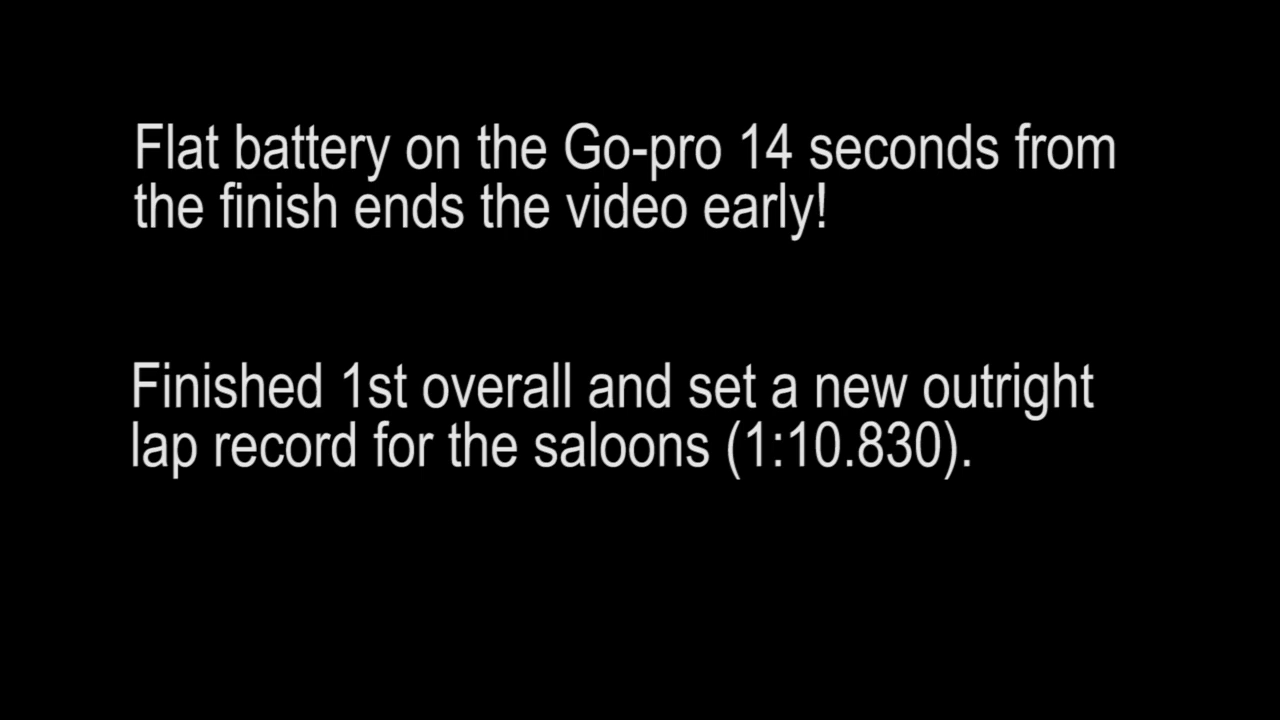 Flat battery on the Go-pro 14 seconds from
the finish ends the video early!
Finished 1st overall and set a new outright
lap record for the saloons (1:10.830).